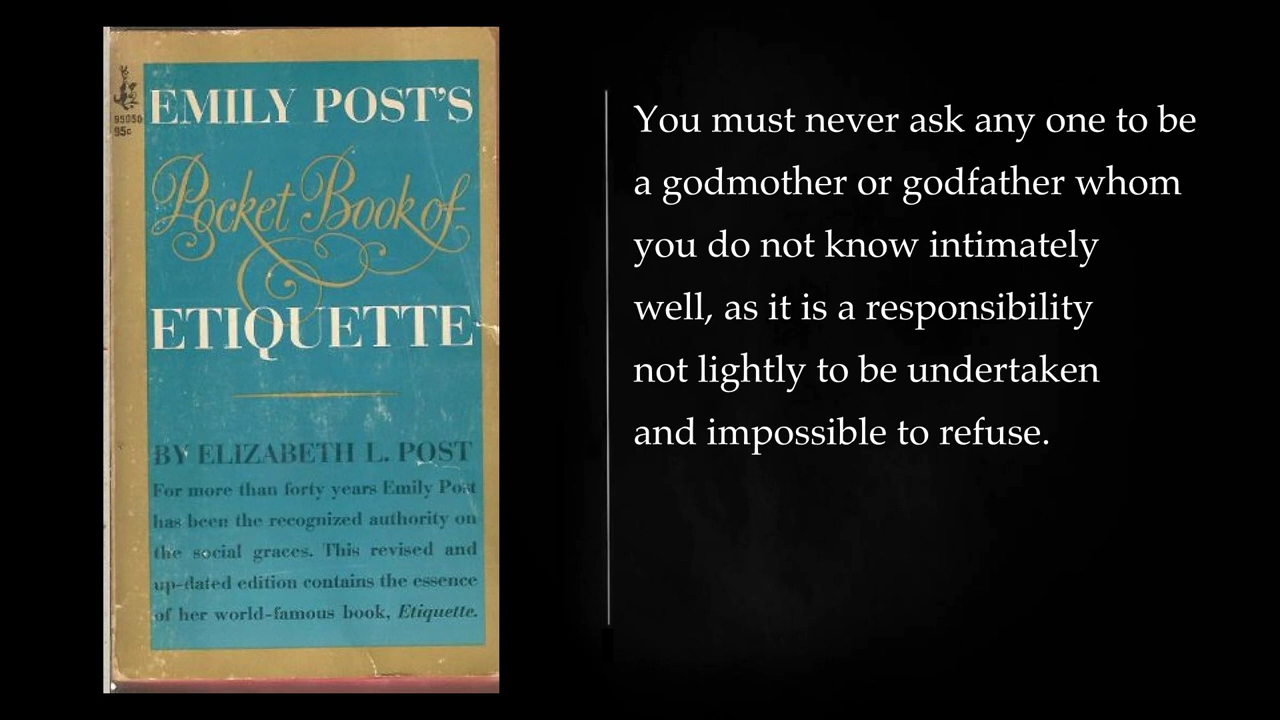 EMILY POST'S
95050
95c
Pocket Book of
ETIQUETTE
BY ELIZABETH L. POST
For more than forty years Emily Post
has been the recognized authority on
the social graces. This revised and
up-dated edition contains the essence
of her world-famous book, Etiquette.
You must never ask any one to be
a godmother or godfather whom
you do not know intimately
well, as it is a responsibility
not lightly to be undertaken
and impossible to refuse.